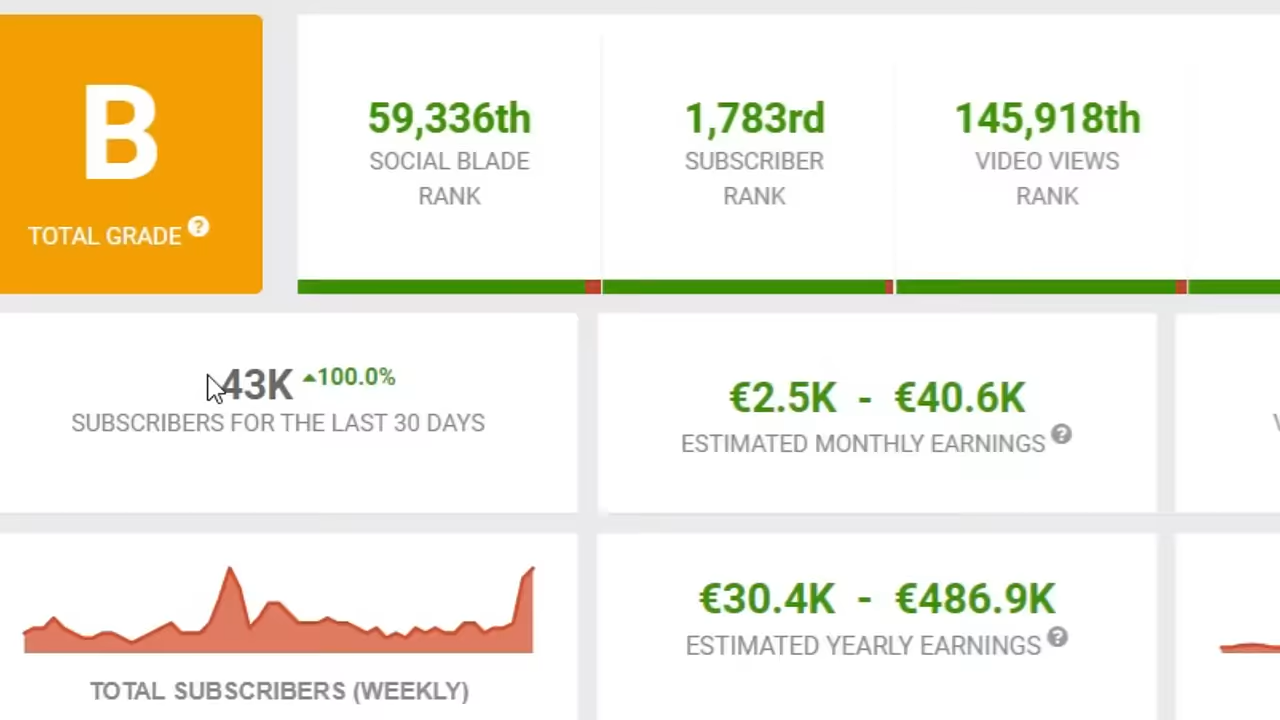 B
TOTAL GRADE ?
59,336th
SOCIAL BLADE
RANK
1,783rd
SUBSCRIBER
RANK
145,918th
VIDEO VIEWS
RANK
43K ▲100.0%
SUBSCRIBERS FOR THE LAST 30 DAYS
€2.5K - €40.6K
ESTIMATED MONTHLY EARNINGS ?
TOTAL SUBSCRIBERS (WEEKLY)
€30.4K - €486.9K
ESTIMATED YEARLY EARNINGS ?